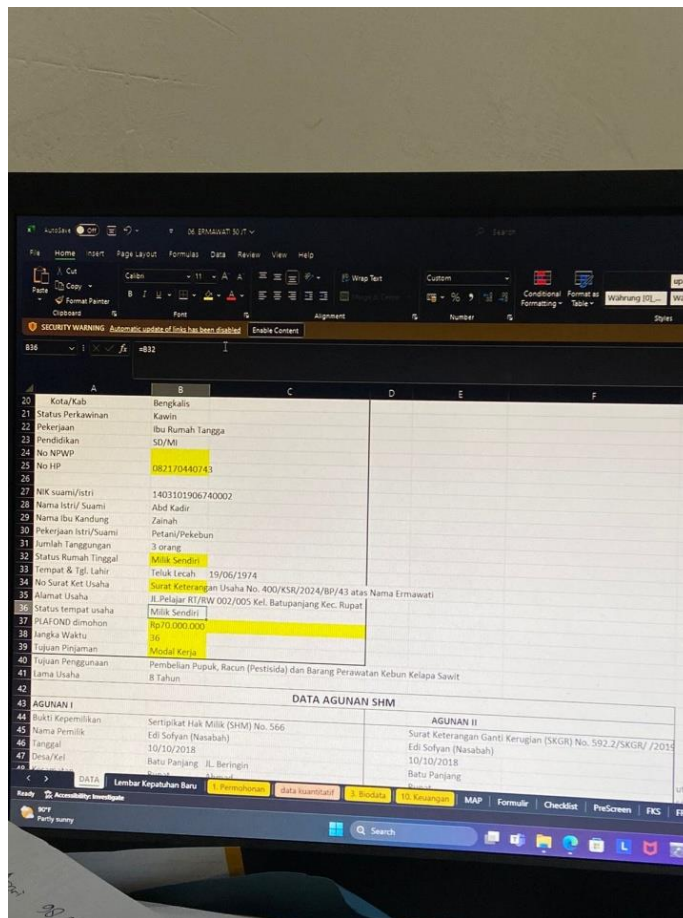 AutoSave Off 06. ERMAWATI 50 JT Search
File Home Insert Page Layout Formulas Data Review View Help
Paste Cut Copy Format Painter
Calibri 11 A A Wrap Text Custom
B I U % 9 Conditional Formatting Format as Table Währung [0]_...
Clipboard Font Alignment Number Styles
SECURITY WARNING Automatic update of links has been disabled Enable Content
B36 fx =B32
A B C D E F
20 Kota/Kab Bengkalis
21 Status Perkawinan Kawin
22 Pekerjaan Ibu Rumah Tangga
23 Pendidikan SD/MI
24 No NPWP
25 No HP 082170440743
26
27 NIK suami/istri 1403101906740002
28 Nama Istri/ Suami Abd Kadir
29 Nama Ibu Kandung Zainah
30 Pekerjaan Istri/Suami Petani/Pekebun
31 Jumlah Tanggungan 3 orang
32 Status Rumah Tinggal Milik Sendiri
33 Tempat & Tgl. Lahir Teluk Lecah 19/06/1974
34 No Surat Ket Usaha Surat Keterangan Usaha No. 400/KSR/2024/BP/43 atas Nama Ermawati
35 Alamat Usaha JL.Pelajar RT/RW 002/005 Kel. Batupanjang Kec. Rupat
36 Status tempat usaha Milik Sendiri
37 PLAFOND dimohon Rp70.000.000
38 Jangka Waktu 36
39 Tujuan Pinjaman Modal Kerja
40 Tujuan Penggunaan Pembelian Pupuk, Racun (Pestisida) dan Barang Perawatan Kebun Kelapa Sawit
41 Lama Usaha 8 Tahun
42 DATA AGUNAN SHM
43 AGUNAN I AGUNAN II
44 Bukti Kepemilikan Sertipikat Hak Milik (SHM) No. 566 Surat Keterangan Ganti Kerugian (SKGR) No. 592.2/SKGR/ /2019
45 Nama Pemilik Edi Sofyan (Nasabah) Edi Sofyan (Nasabah)
46 Tanggal 10/10/2018 10/10/2018
47 Desa/Kel Batu Panjang JL. Beringin Batu Panjang
DATA Lembar Kepatuhan Baru 1. Permohonan data kuantitatif 3. Biodata 10. Keuangan MAP Formulir Checklist PreScreen FKS
Ready Accessibility: Investigate
90°F
Partly sunny
Search